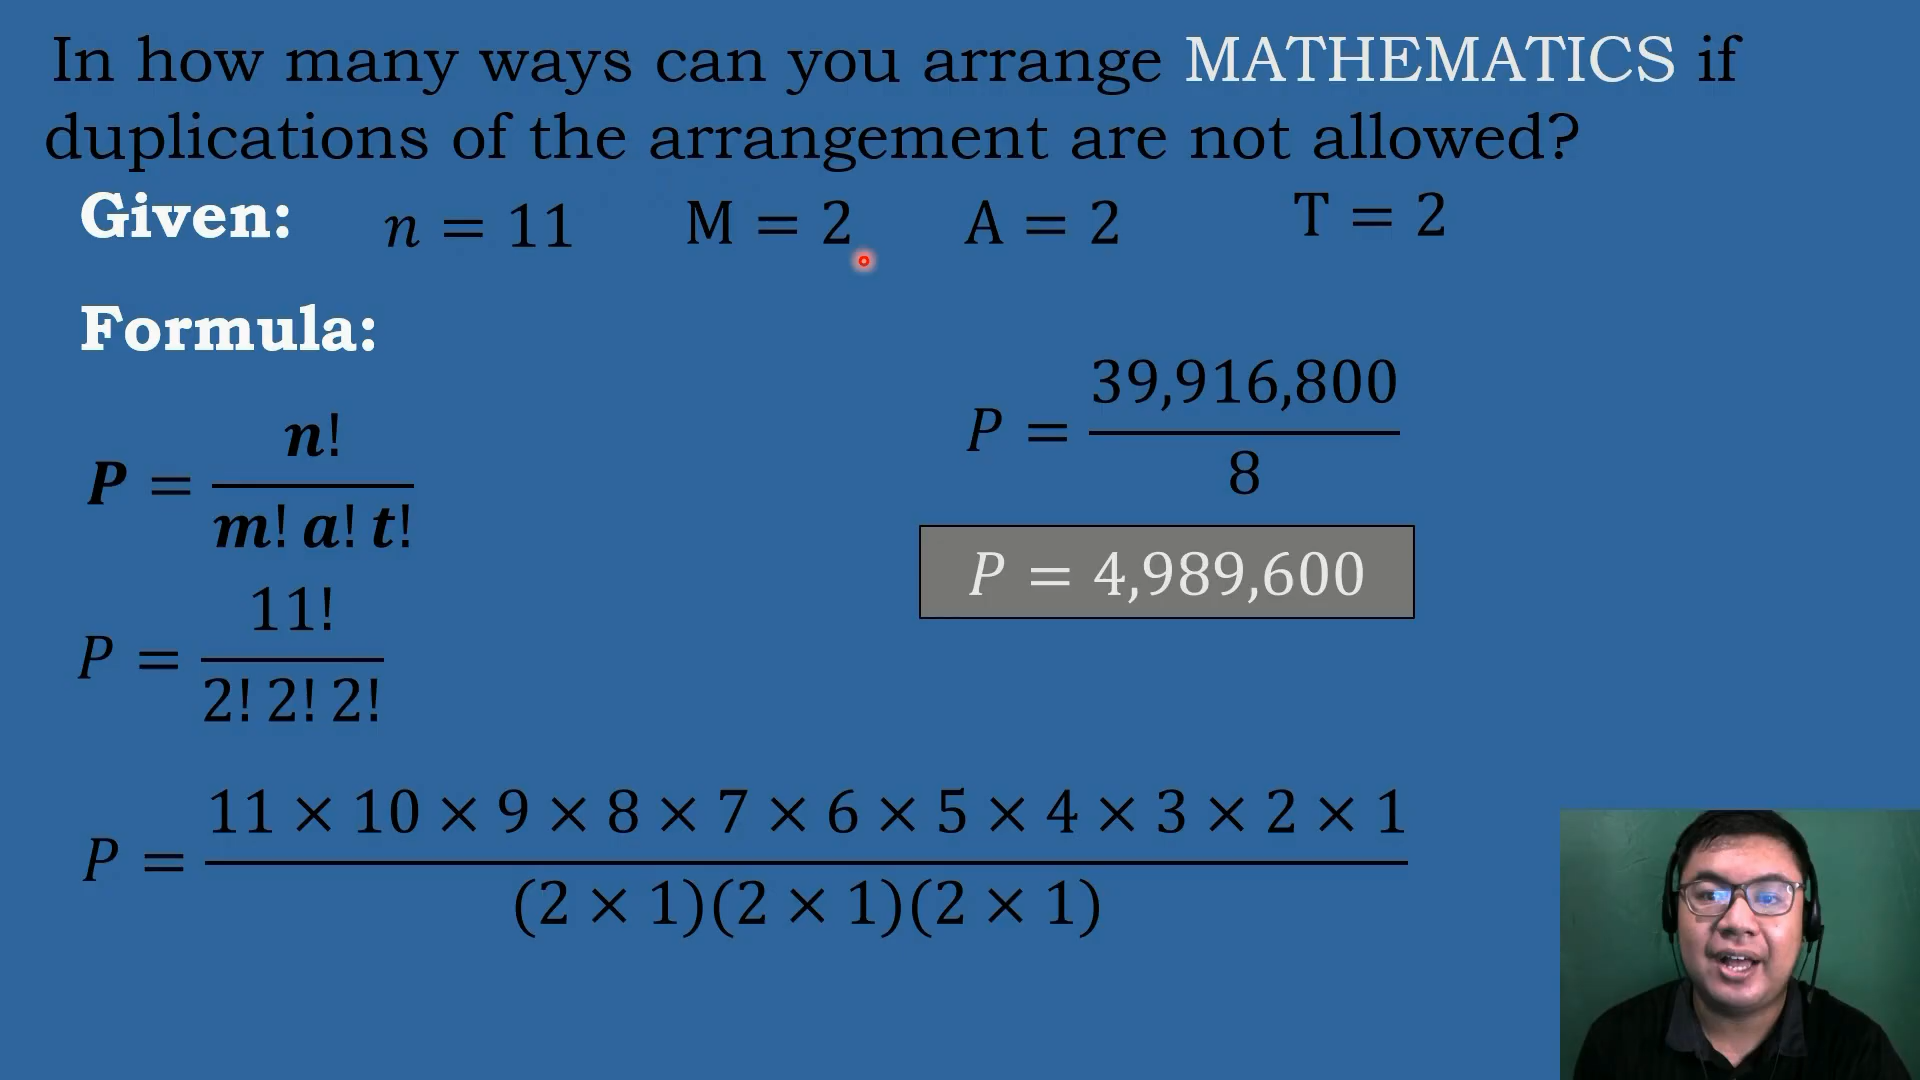 In how many ways can you arrange MATHEMATICS if
duplications of the arrangement are not allowed?
Given: n = 11 M = 2 A = 2 T = 2
Formula:
P = n! / m! a! t!
P = 11! / 2! 2! 2!
P = 11 × 10 × 9 × 8 × 7 × 6 × 5 × 4 × 3 × 2 × 1 / (2 × 1)(2 × 1)(2 × 1)
P = 39,916,800 / 8
P = 4,989,600